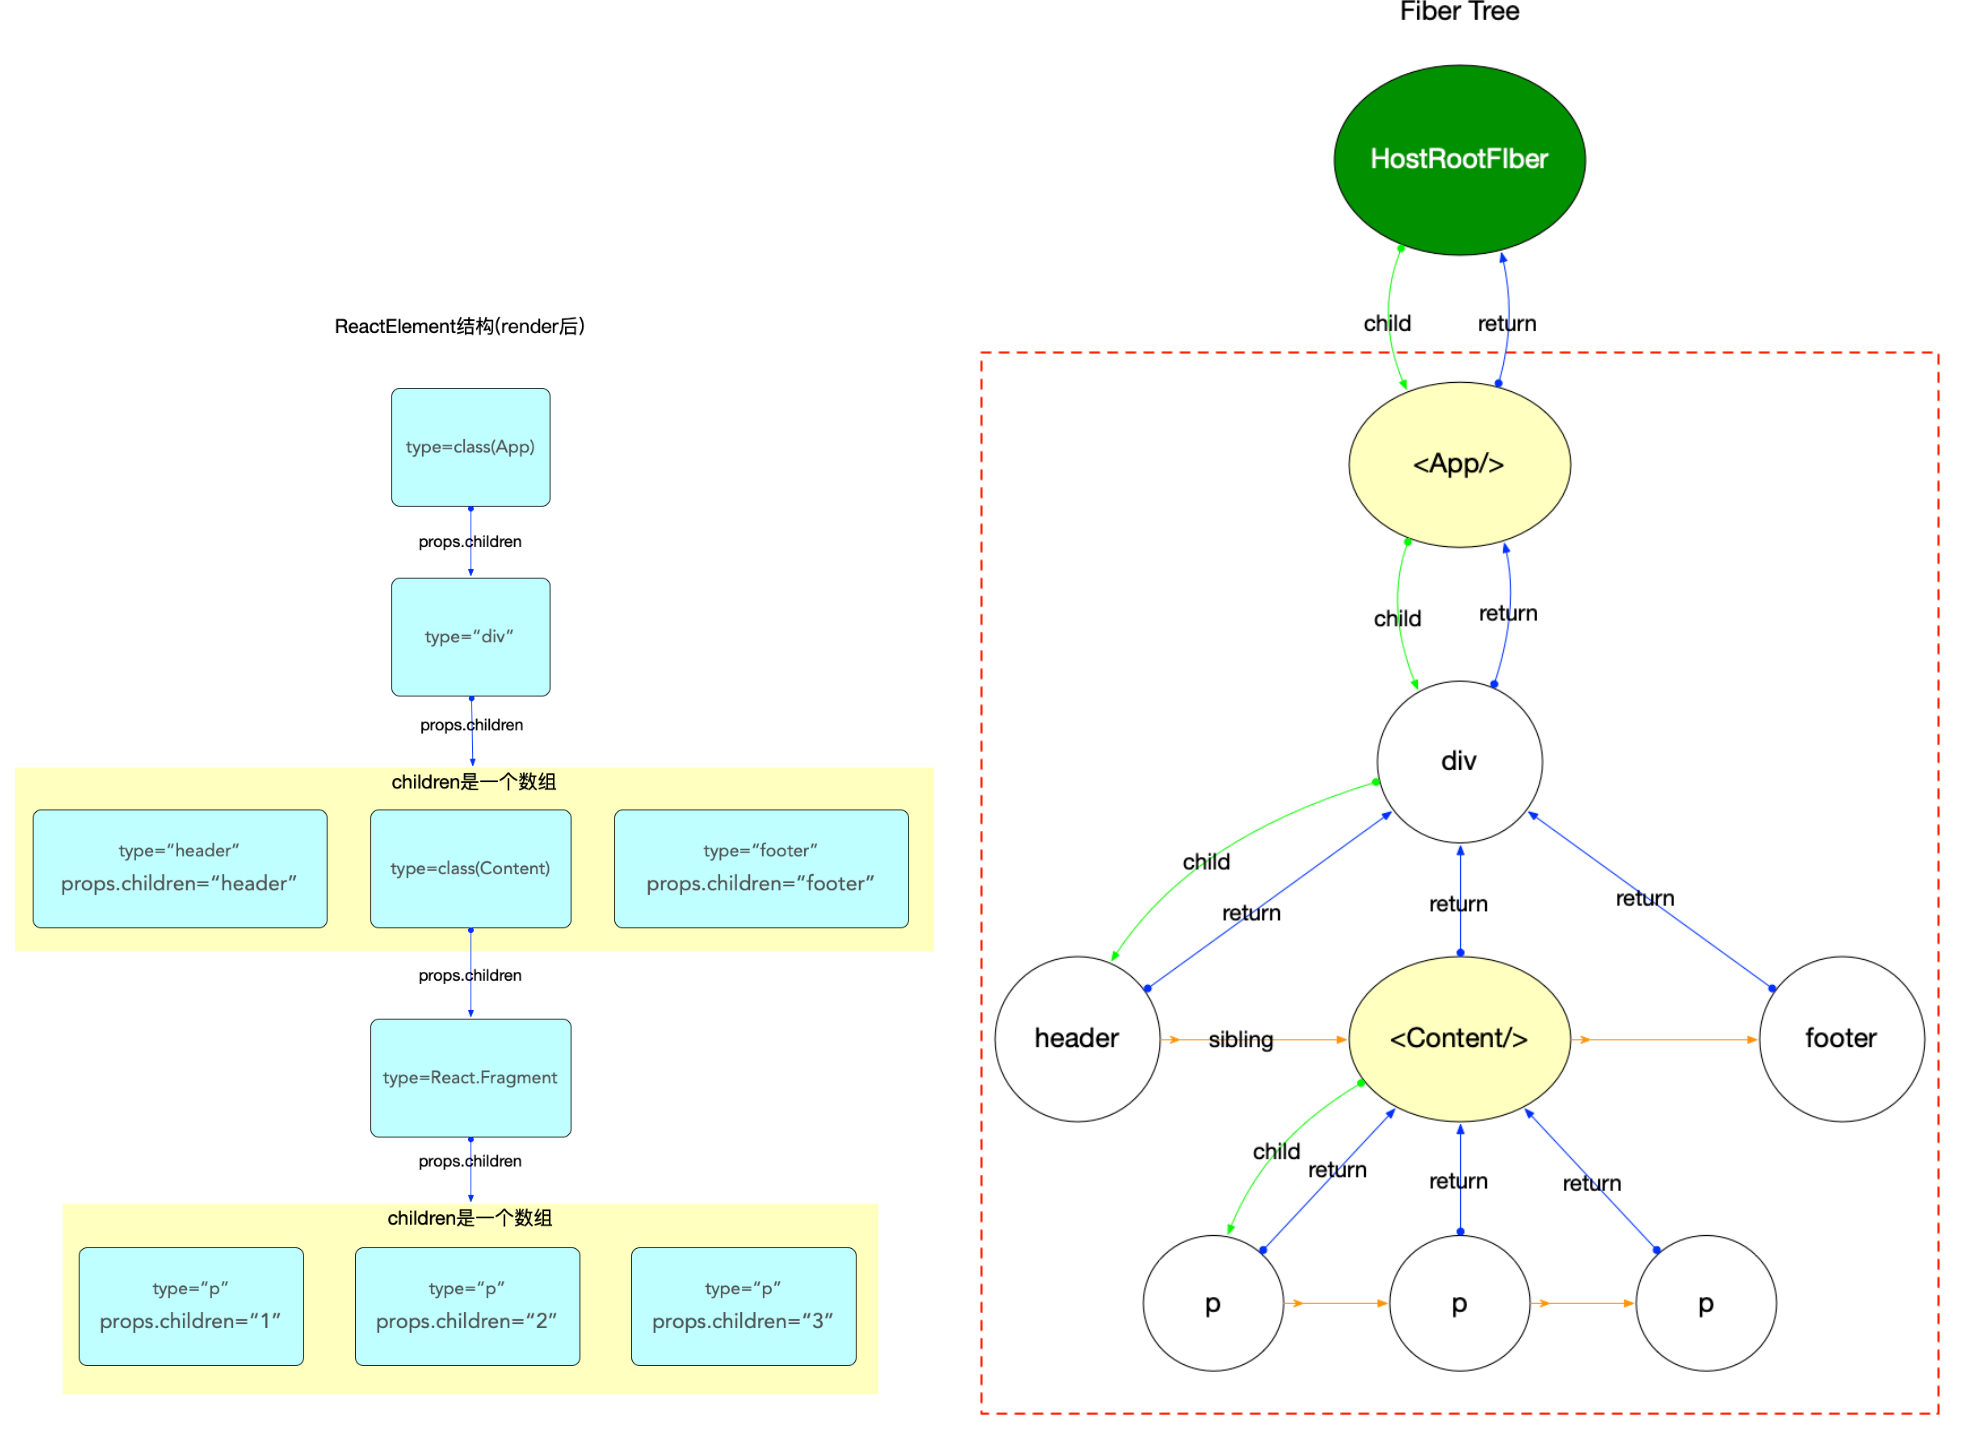 Fiber Tree
HostRootFIber
child
return
<App/>
child
return
div
child
return
return
return
header
sibling
<Content/>
footer
child
return
return
return
p
p
p
ReactElement结构(render后)
type=class(App)
props.children
type=“div”
props.children
children是一个数组
type=“header”
props.children=“header”
type=class(Content)
type=“footer”
props.children=“footer”
props.children
type=React.Fragment
props.children
children是一个数组
type=“p”
props.children=“1”
type=“p”
props.children=“2”
type=“p”
props.children=“3”